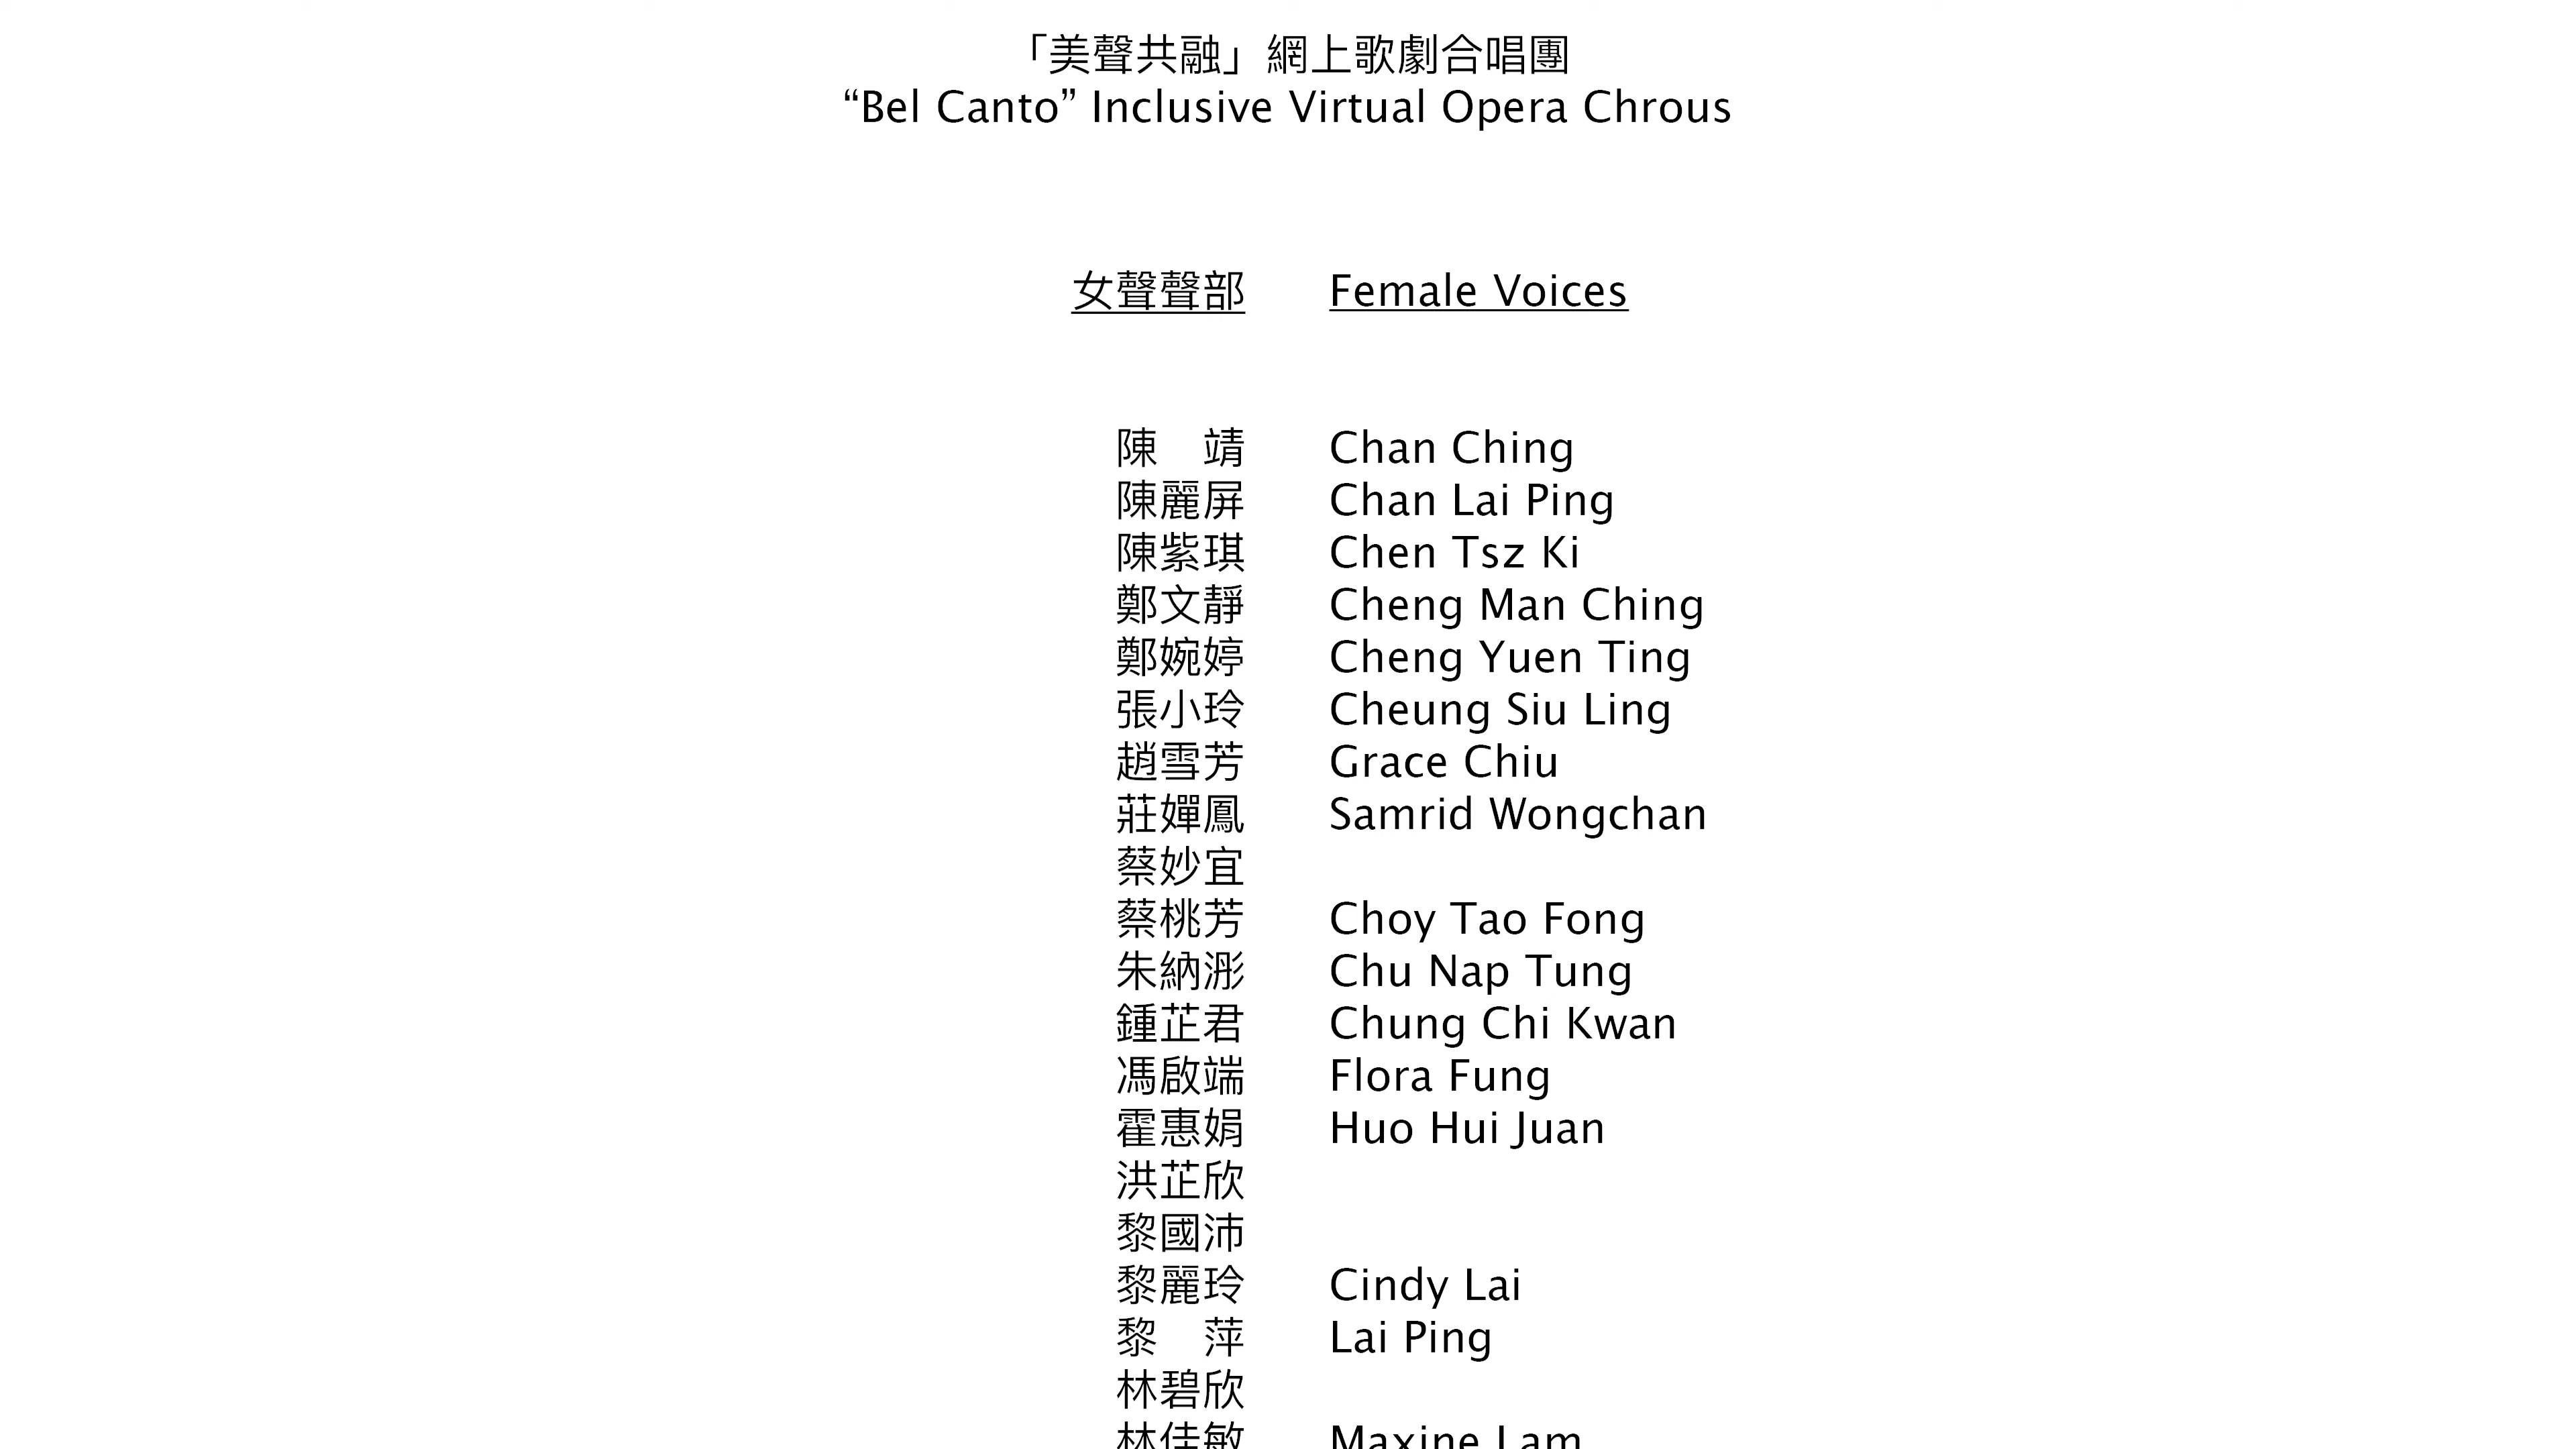 「美聲共融」網上歌劇合唱團
“Bel Canto” Inclusive Virtual Opera Chrous
女聲聲部 Female Voices
陳　靖 Chan Ching
陳麗屏 Chan Lai Ping
陳紫琪 Chen Tsz Ki
鄭文靜 Cheng Man Ching
鄭婉婷 Cheng Yuen Ting
張小玲 Cheung Siu Ling
趙雪芳 Grace Chiu
莊嬋鳳 Samrid Wongchan
蔡妙宜
蔡桃芳 Choy Tao Fong
朱納浵 Chu Nap Tung
鍾芷君 Chung Chi Kwan
馮啟端 Flora Fung
霍惠娟 Huo Hui Juan
洪芷欣
黎國沛
黎麗玲 Cindy Lai
黎　萍 Lai Ping
林碧欣
林佳敏 Maxine Lam